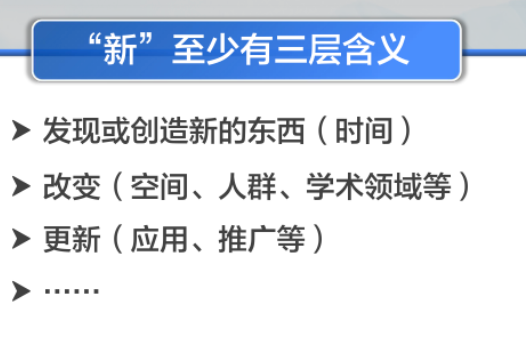 “新”至少有三层含义
➤ 发现或创造新的东西（时间）
➤ 改变（空间、人群、学术领域等）
➤ 更新（应用、推广等）
➤ ……